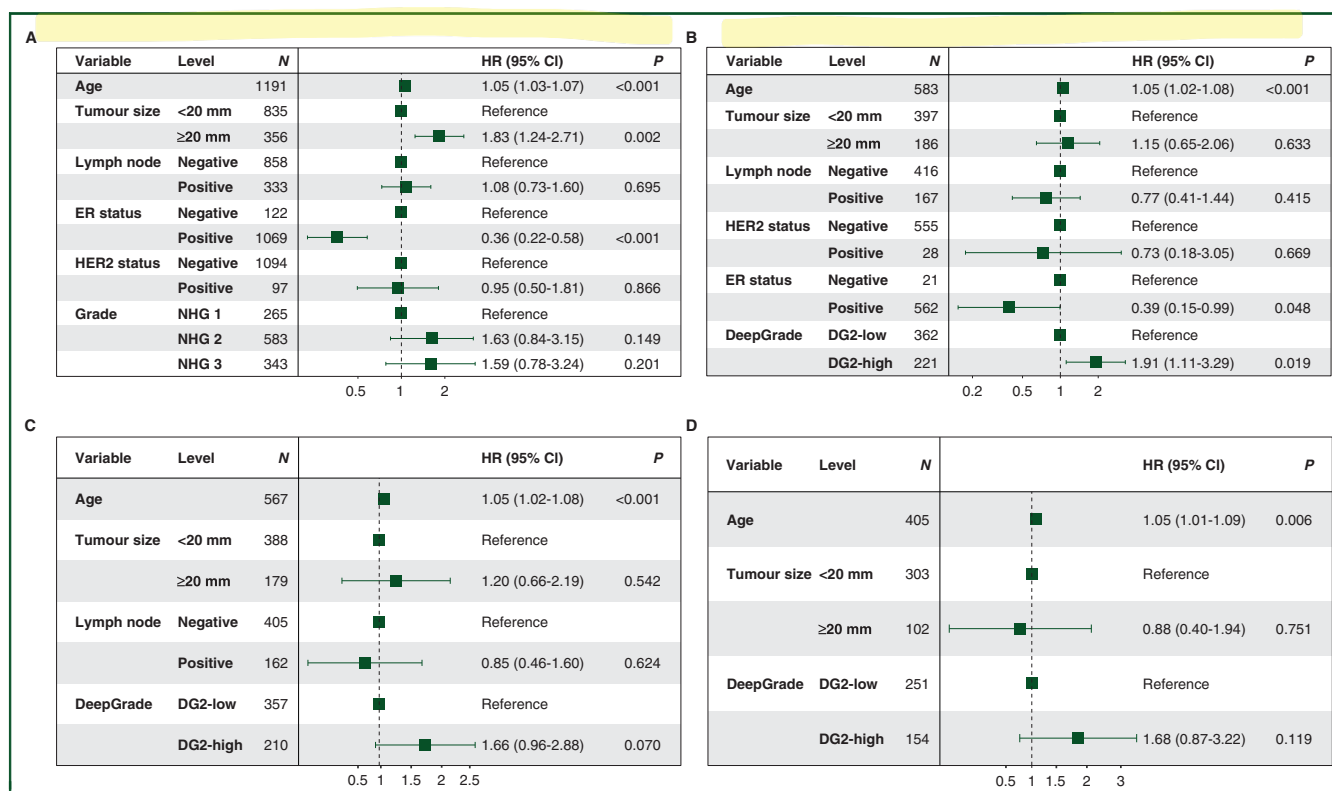 A
Variable Level N HR (95% CI) P
Age 1191 1.05 (1.03-1.07) <0.001
Tumour size <20 mm 835 Reference
≥20 mm 356 1.83 (1.24-2.71) 0.002
Lymph node Negative 858 Reference
Positive 333 1.08 (0.73-1.60) 0.695
ER status Negative 122 Reference
Positive 1069 0.36 (0.22-0.58) <0.001
HER2 status Negative 1094 Reference
Positive 97 0.95 (0.50-1.81) 0.866
Grade NHG 1 265 Reference
NHG 2 583 1.63 (0.84-3.15) 0.149
NHG 3 343 1.59 (0.78-3.24) 0.201
0.5 1 2
B
Variable Level N HR (95% CI) P
Age 583 1.05 (1.02-1.08) <0.001
Tumour size <20 mm 397 Reference
≥20 mm 186 1.15 (0.65-2.06) 0.633
Lymph node Negative 416 Reference
Positive 167 0.77 (0.41-1.44) 0.415
HER2 status Negative 555 Reference
Positive 28 0.73 (0.18-3.05) 0.669
ER status Negative 21 Reference
Positive 562 0.39 (0.15-0.99) 0.048
DeepGrade DG2-low 362 Reference
DG2-high 221 1.91 (1.11-3.29) 0.019
0.2 0.5 1 2
C
Variable Level N HR (95% CI) P
Age 567 1.05 (1.02-1.08) <0.001
Tumour size <20 mm 388 Reference
≥20 mm 179 1.20 (0.66-2.19) 0.542
Lymph node Negative 405 Reference
Positive 162 0.85 (0.46-1.60) 0.624
DeepGrade DG2-low 357 Reference
DG2-high 210 1.66 (0.96-2.88) 0.070
0.5 1 1.5 2 2.5
D
Variable Level N HR (95% CI) P
Age 405 1.05 (1.01-1.09) 0.006
Tumour size <20 mm 303 Reference
≥20 mm 102 0.88 (0.40-1.94) 0.751
DeepGrade DG2-low 251 Reference
DG2-high 154 1.68 (0.87-3.22) 0.119
0.5 1 1.5 2 3